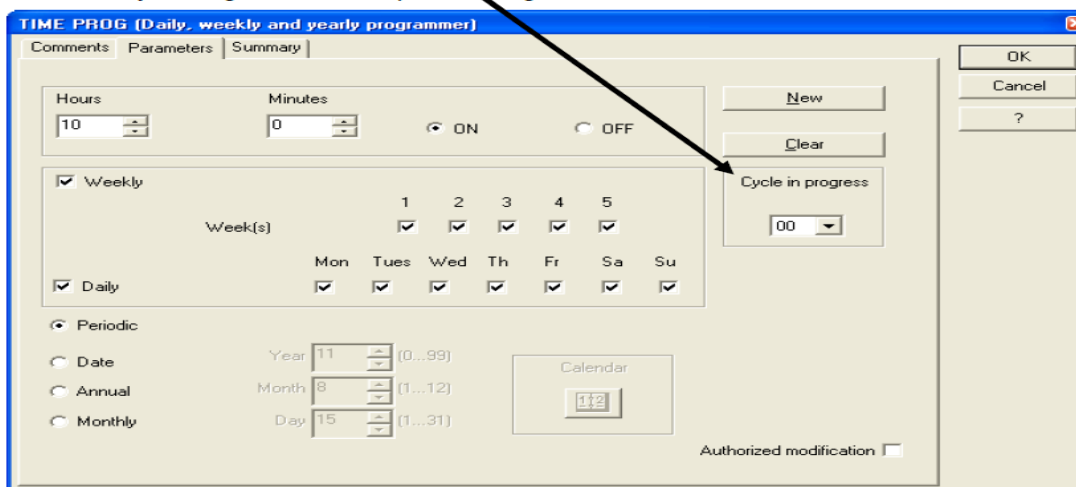 TIME PROG (Daily, weekly and yearly programmer)
Comments Parameters Summary
OK
Cancel
?
Hours Minutes
10 0 ON OFF
New
Clear
Weekly
Cycle in progress
00
1 2 3 4 5
Week(s)
Mon Tues Wed Th Fr Sa Su
Daily
Periodic
Date
Annual
Monthly
Year 11 (0...99)
Month 8 (1...12)
Day 15 (1...31)
Calendar
Authorized modification